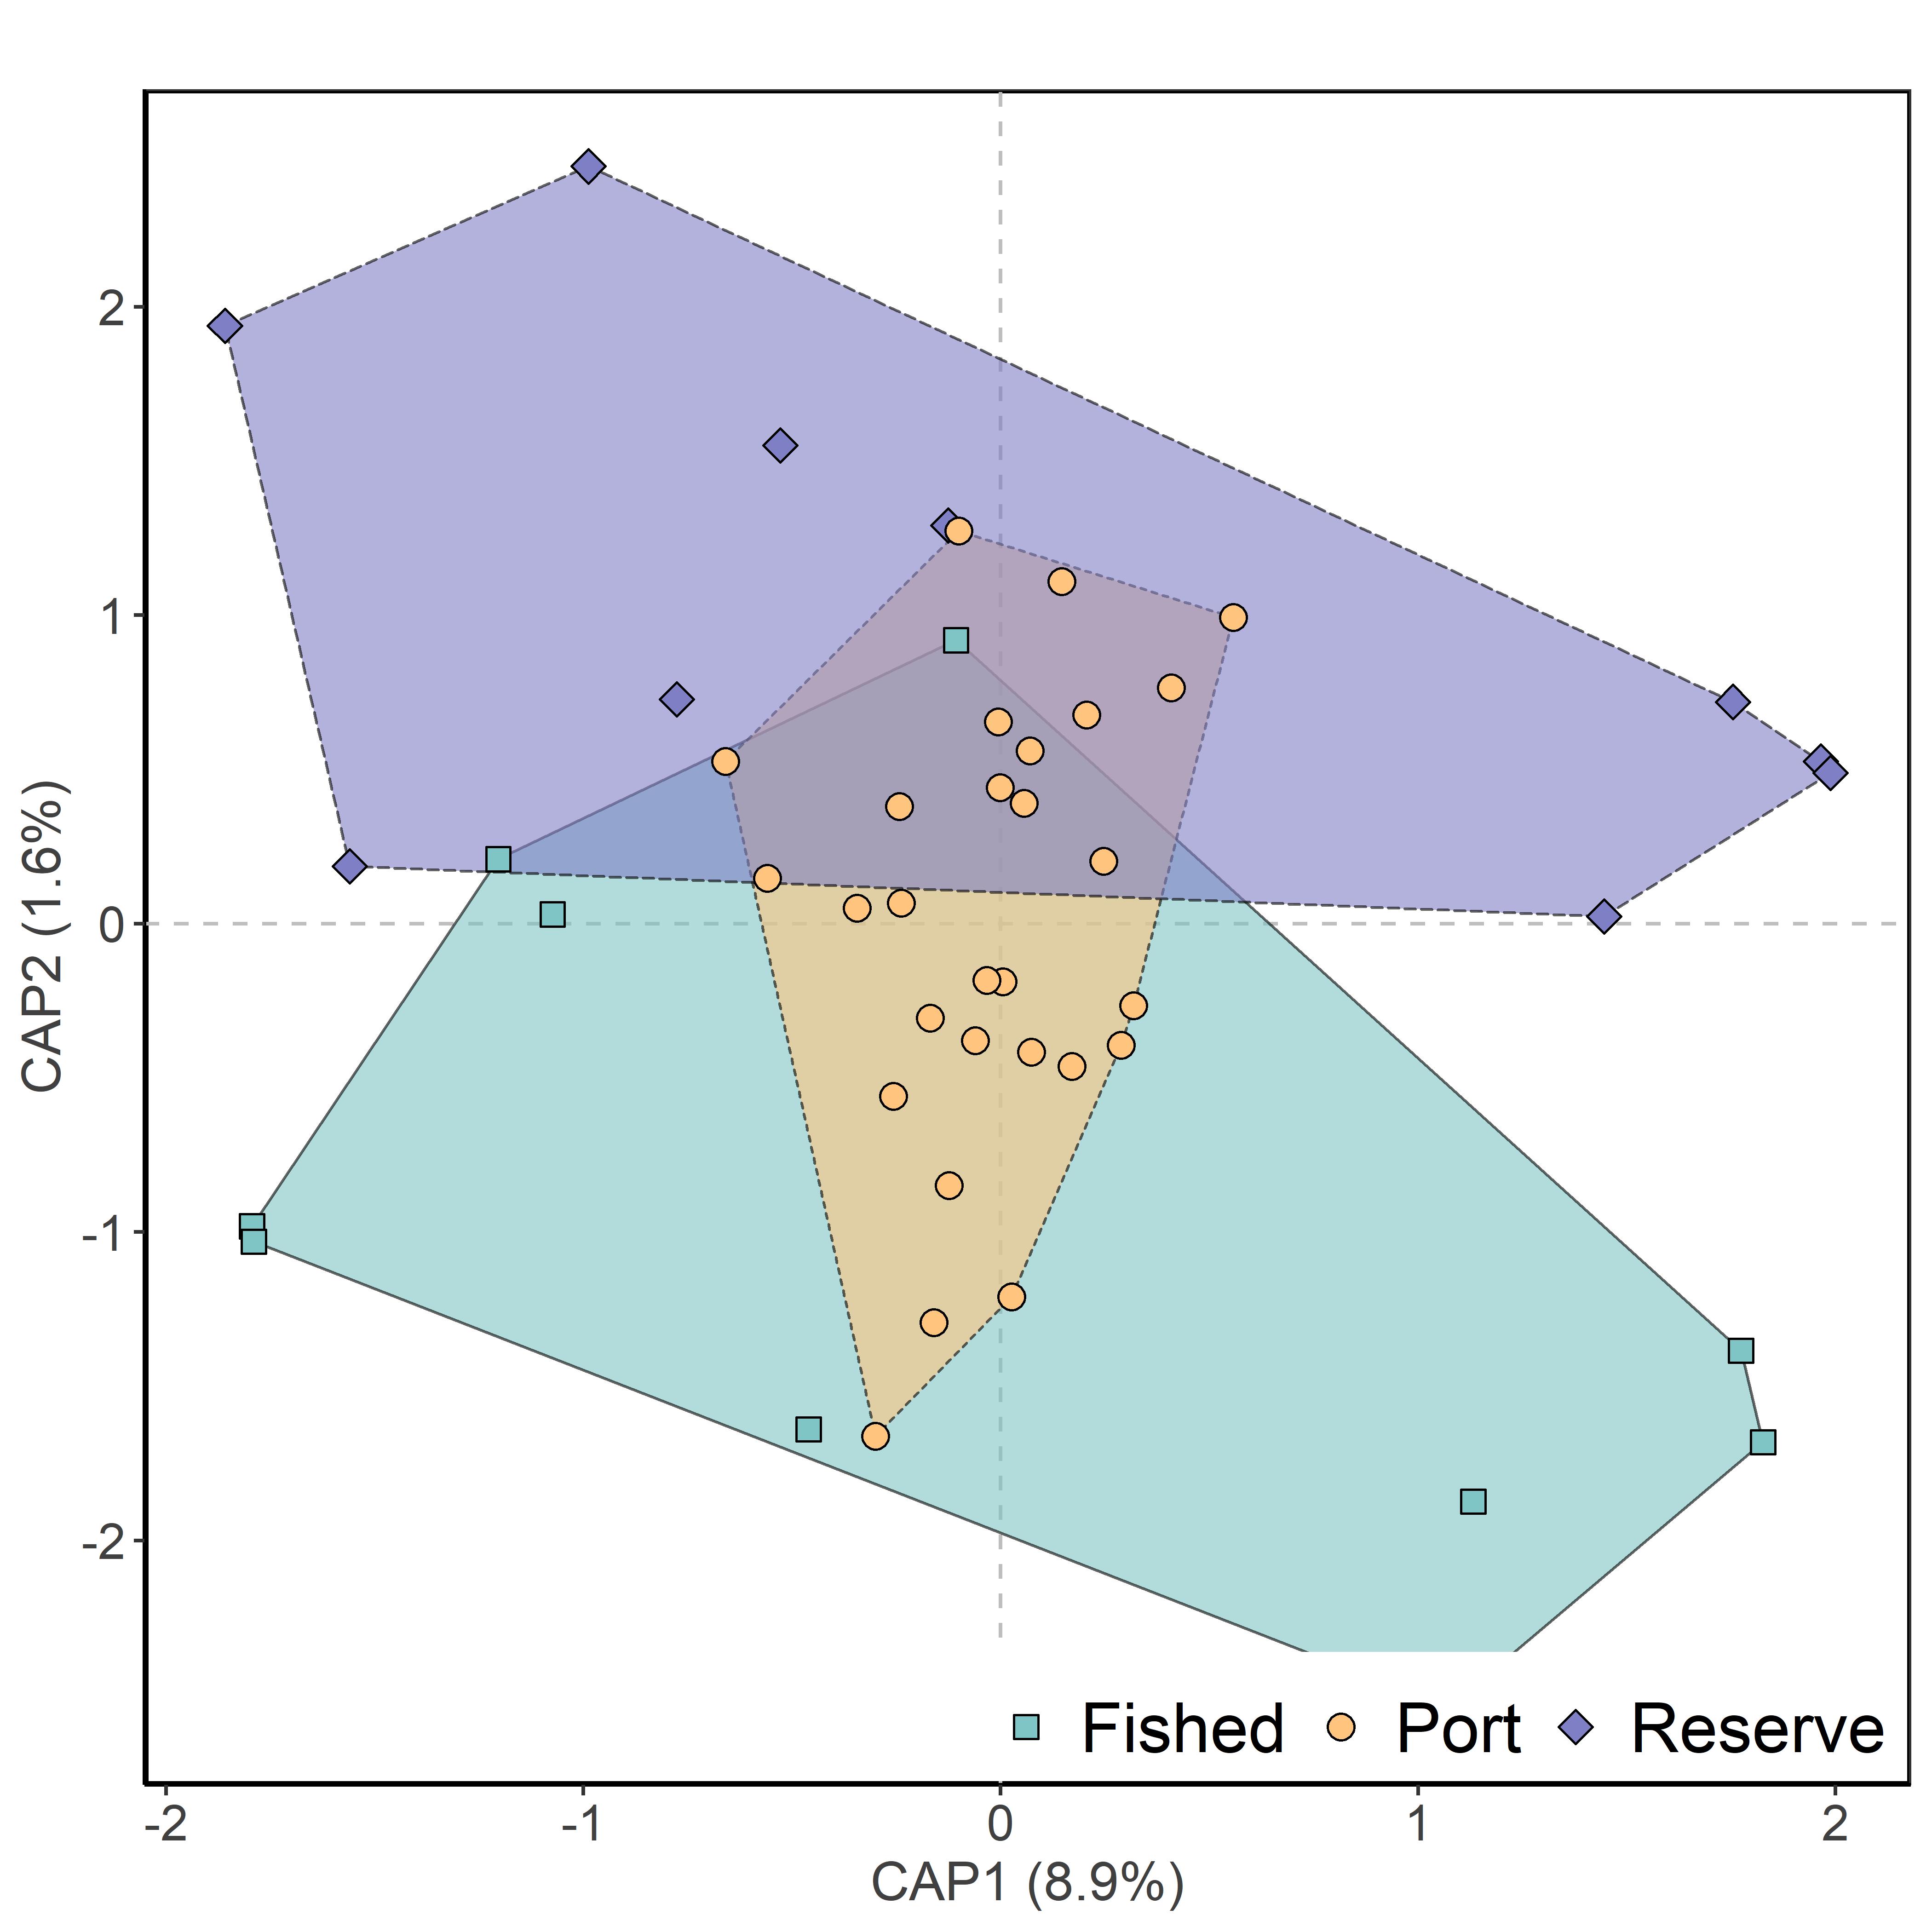 CAP2 (1.6%)
2
1
0
-1
-2
Fished Port Reserve
-2 -1 0 1 2
CAP1 (8.9%)